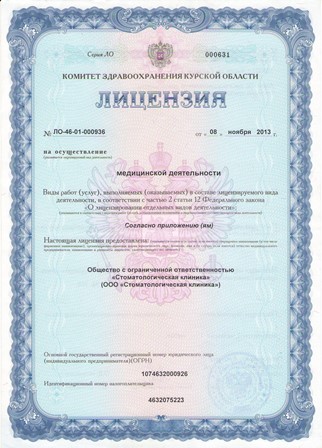 Серия ЛО 000631
КОМИТЕТ ЗДРАВООХРАНЕНИЯ КУРСКОЙ ОБЛАСТИ
ЛИЦЕНЗИЯ
№ ЛО-46-01-000936 от « 08 » ноября 2013 г.
на осуществление
медицинской деятельности
Виды работ (услуг), выполняемых (оказываемых) в составе лицензируемого вида
деятельности, в соответствии с частью 2 статьи 12 Федерального закона
«О лицензировании отдельных видов деятельности»
Согласно приложению (ям)
Настоящая лицензия предоставлена
Общество с ограниченной ответственностью
«Стоматологическая клиника»
(ООО «Стоматологическая клиника»)
Основной государственный регистрационный номер юридического лица
(индивидуального предпринимателя)(ОГРН)
1074632000926
Идентификационный номер налогоплательщика
4632075223